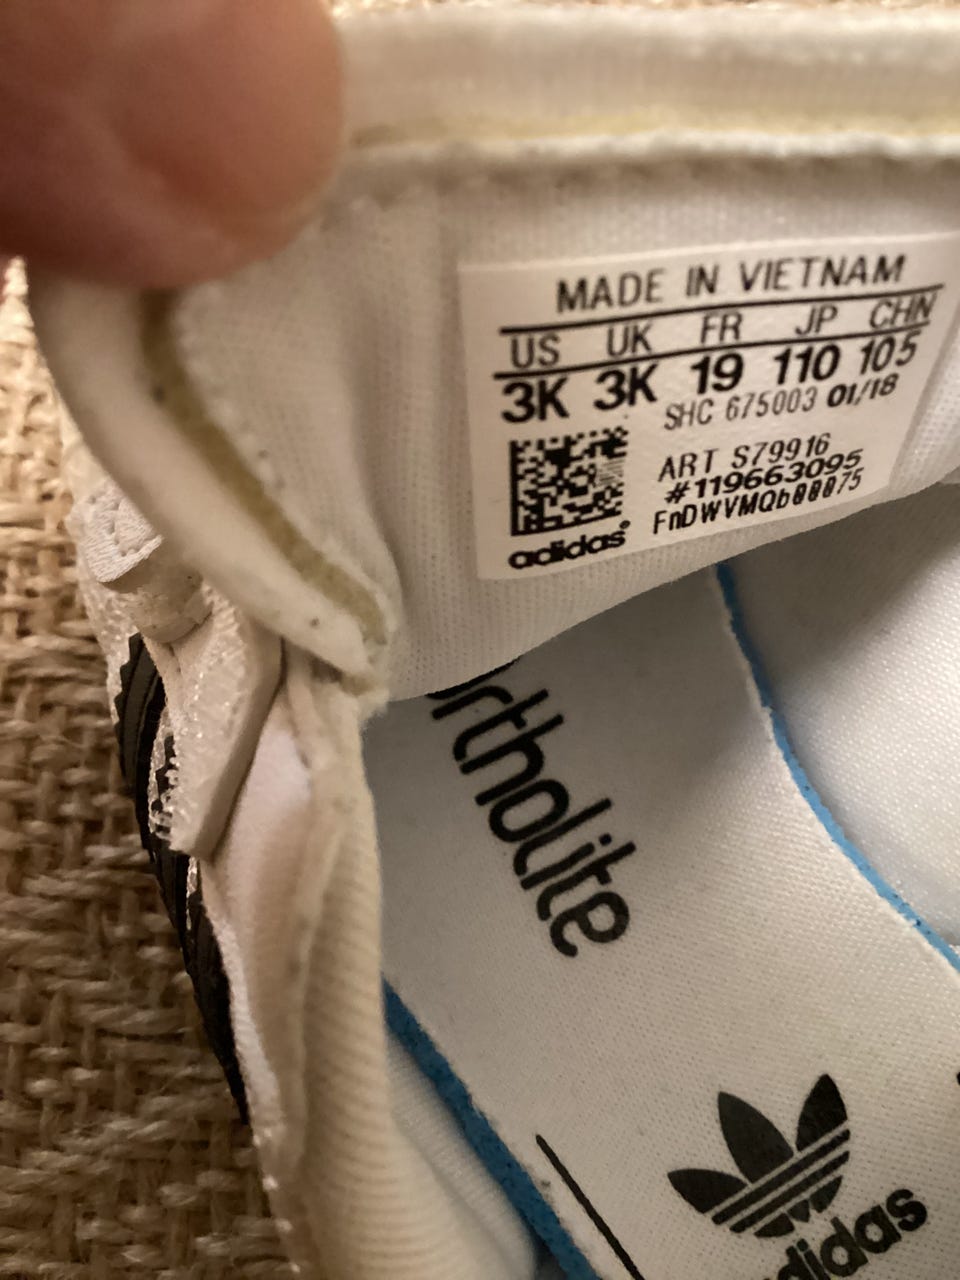 MADE IN VIETNAM
US UK FR JP CHN
3K 3K 19 110 105
SHC 675003 01/18
ART S79916
#119663095
FnDWVMQb00075
adidas®
ortholite
adidas